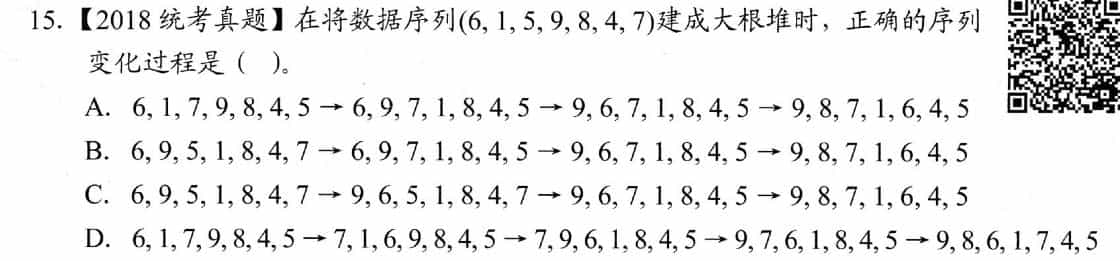 15.【2018 统考真题】在将数据序列(6, 1, 5, 9, 8, 4, 7)建成大根堆时，正确的序列
变化过程是（  ）。
A. 6, 1, 7, 9, 8, 4, 5 → 6, 9, 7, 1, 8, 4, 5 → 9, 6, 7, 1, 8, 4, 5 → 9, 8, 7, 1, 6, 4, 5
B. 6, 9, 5, 1, 8, 4, 7 → 6, 9, 7, 1, 8, 4, 5 → 9, 6, 7, 1, 8, 4, 5 → 9, 8, 7, 1, 6, 4, 5
C. 6, 9, 5, 1, 8, 4, 7 → 9, 6, 5, 1, 8, 4, 7 → 9, 6, 7, 1, 8, 4, 5 → 9, 8, 7, 1, 6, 4, 5
D. 6, 1, 7, 9, 8, 4, 5 → 7, 1, 6, 9, 8, 4, 5 → 7, 9, 6, 1, 8, 4, 5 → 9, 7, 6, 1, 8, 4, 5 → 9, 8, 6, 1, 7, 4, 5